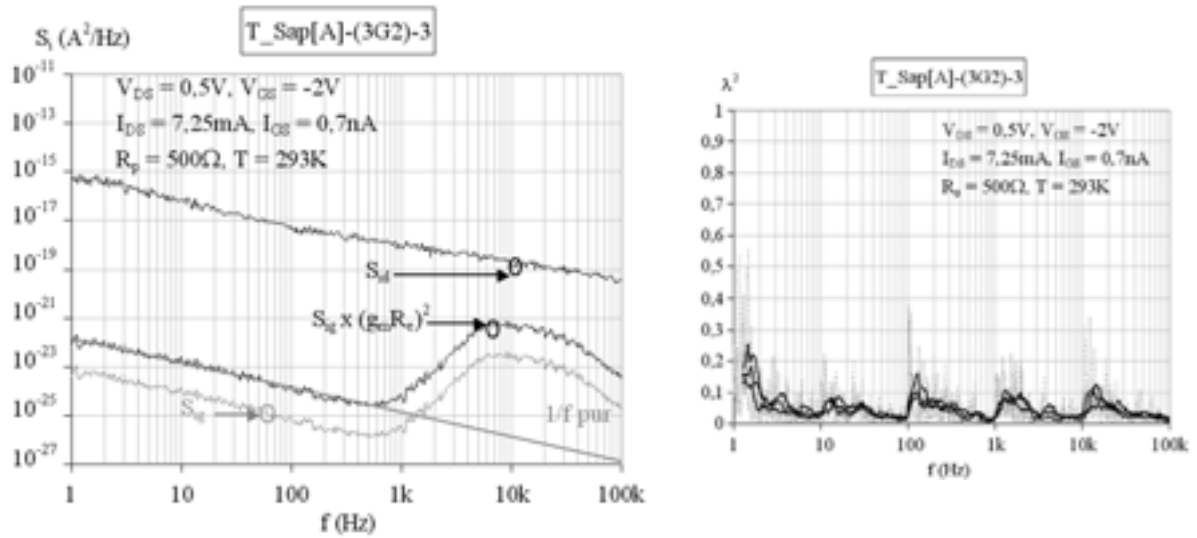 T_Sap[A]-(3G2)-3
S_i (A²/Hz)
10⁻¹¹
10⁻¹³
10⁻¹⁵
10⁻¹⁷
10⁻¹⁹
10⁻²¹
10⁻²³
10⁻²⁵
10⁻²⁷
V_DS = 0,5V, V_GS = -2V
I_DS = 7,25mA, I_GS = 0,7nA
R_p = 500Ω, T = 293K
S_id
S_ig x (g_mR_e)²
S_ig
1/f pur
1 10 100 1k 10k 100k
f (Hz)
T_Sap[A]-(3G2)-3
λ²
1
0,9
0,8
0,7
0,6
0,5
0,4
0,3
0,2
0,1
0
V_DS = 0,5V, V_GS = -2V
I_DS = 7,25mA, I_GS = 0,7nA
R_p = 500Ω, T = 293K
1 10 100 1k 10k 100k
f (Hz)